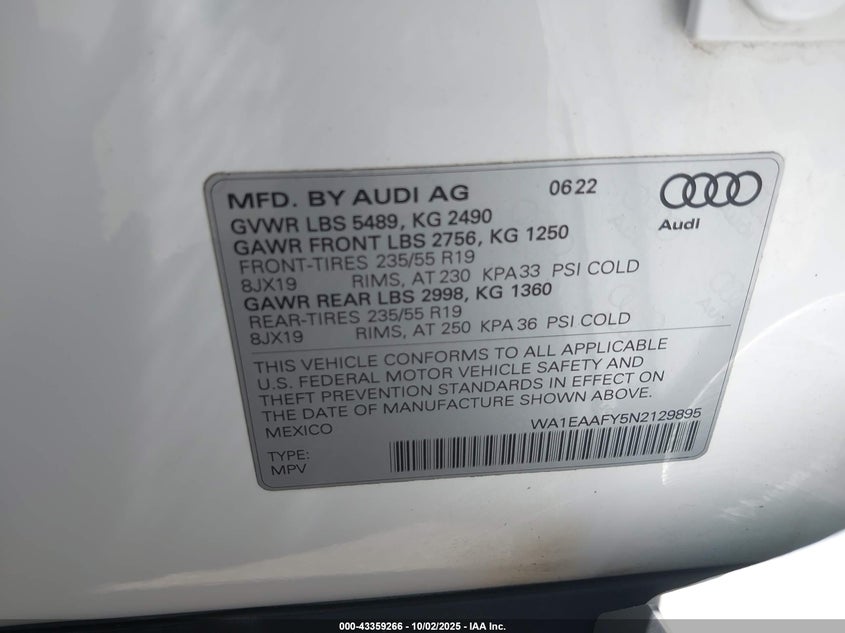 MFD. BY AUDI AG 0622
Audi
GVWR LBS 5489, KG 2490
GAWR FRONT LBS 2756, KG 1250
FRONT-TIRES 235/55 R19
8JX19 RIMS, AT 230 KPA 33 PSI COLD
GAWR REAR LBS 2998, KG 1360
REAR-TIRES 235/55 R19
8JX19 RIMS, AT 250 KPA 36 PSI COLD
THIS VEHICLE CONFORMS TO ALL APPLICABLE
U.S. FEDERAL MOTOR VEHICLE SAFETY AND
THEFT PREVENTION STANDARDS IN EFFECT ON
THE DATE OF MANUFACTURE SHOWN ABOVE.
MEXICO WA1EAAFY5N2129895
TYPE:
MPV
000-43359266 - 10/02/2025 - IAA Inc.